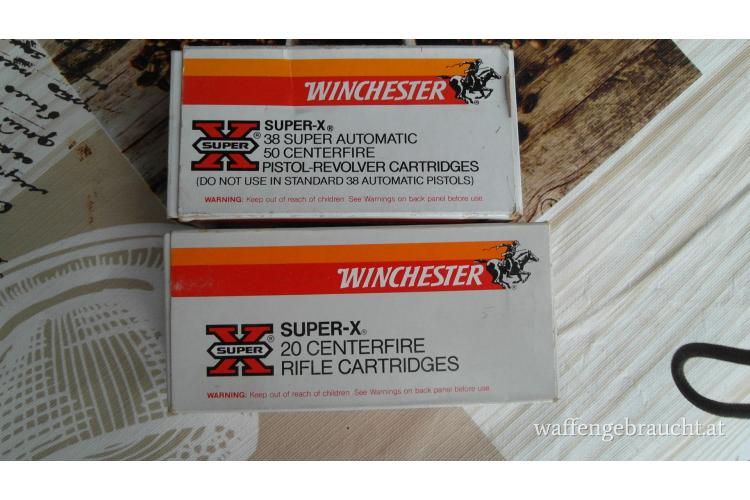 WINCHESTER
X SUPER
SUPER-X®
38 SUPER AUTOMATIC
50 CENTERFIRE
PISTOL-REVOLVER CARTRIDGES
(DO NOT USE IN STANDARD 38 AUTOMATIC PISTOLS)
WARNING: Keep out of reach of children. See Warnings on back panel before use.
WINCHESTER
X SUPER
SUPER-X®
20 CENTERFIRE
RIFLE CARTRIDGES
WARNING: Keep out of reach of children. See Warnings on back panel before use.
waffengebraucht.at